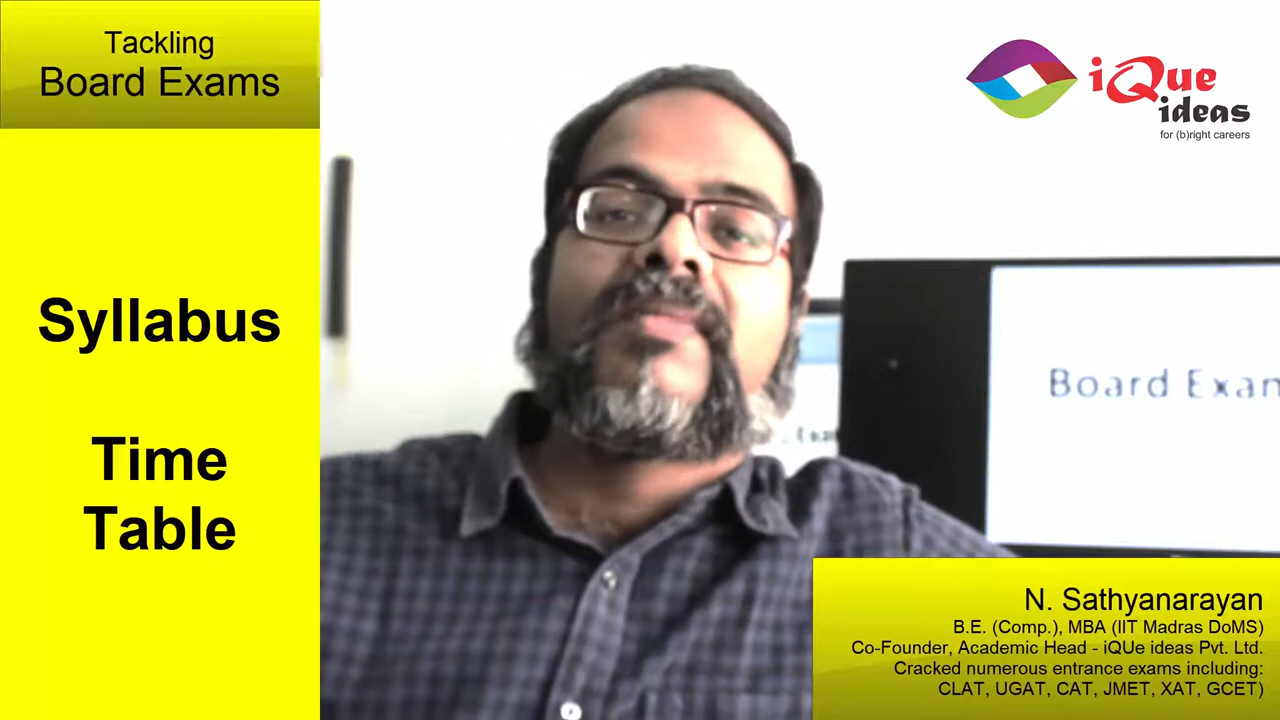 Tackling
Board Exams
Syllabus
Time
Table
iQue
ideas
for (b)right careers
Board Exam
N. Sathyanarayan
B.E. (Comp.), MBA (IIT Madras DoMS)
Co-Founder, Academic Head - iQUe ideas Pvt. Ltd.
Cracked numerous entrance exams including:
CLAT, UGAT, CAT, JMET, XAT, GCET)